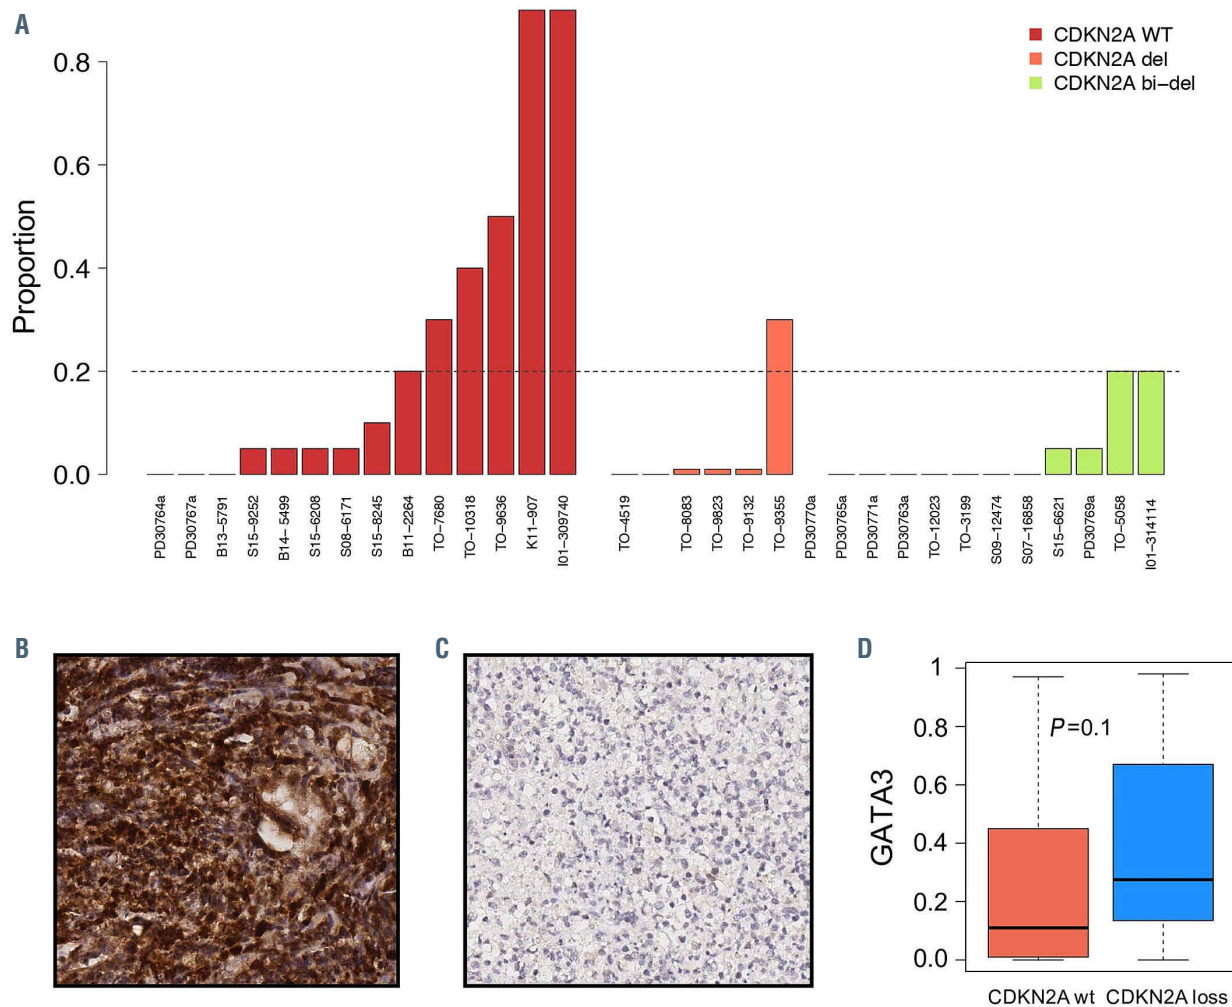 A
CDKN2A WT
CDKN2A del
CDKN2A bi-del
Proportion
0.8
0.6
0.4
0.2
0.0
PD30764a
PD30767a
B13-5791
S15-9252
B14- 5499
S15-6208
S08-6171
S15-8245
B11-2264
TO-7680
TO-10318
TO-9636
K11-907
I01-309740
TO-4519
TO-8083
TO-9823
TO-9132
TO-9355
PD30770a
PD30765a
PD30771a
PD30763a
TO-12023
TO-3199
S09-12474
S07-16858
S15-6621
PD30769a
TO-5058
I01-314114
B
C
D
GATA3
1
0.8
0.6
0.4
0.2
0.0
P=0.1
CDKN2A wt CDKN2A loss